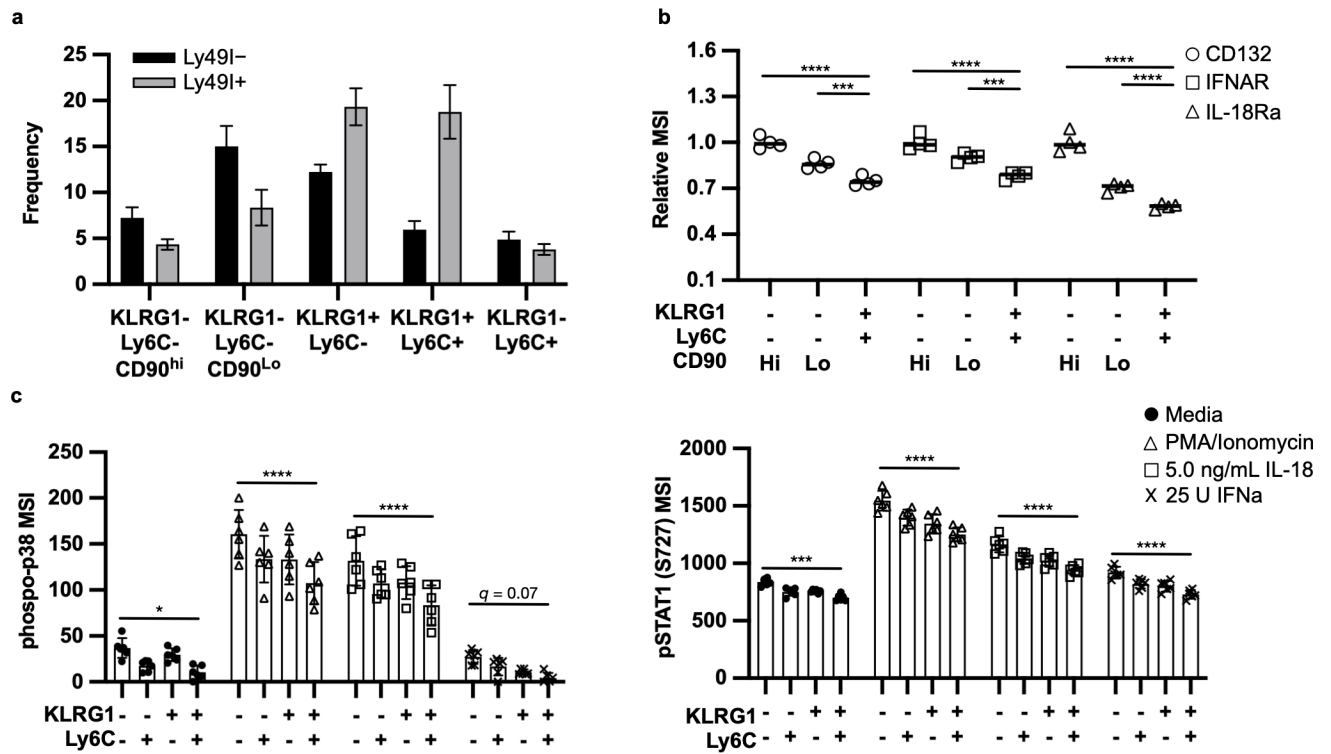 a
Ly49I−
Ly49I+
Frequency
25
20
15
10
5
0
KLRG1- KLRG1- KLRG1+ KLRG1+ KLRG1-
Ly6C- Ly6C- Ly6C- Ly6C+ Ly6C+
CD90hi CD90Lo
b
CD132
IFNAR
IL-18Ra
Relative MSI
1.6
1.3
1.0
0.7
0.4
0.1
**** **** ****
*** *** ****
KLRG1 - - + - - + - - +
Ly6C - - + - - + - - +
CD90 Hi Lo Hi Lo Hi Lo
c
phospo-p38 MSI
250
200
150
100
50
0
* **** **** q = 0.07
KLRG1 - - + + - - + + - - + + - - + +
Ly6C - + - + - + - + - + - + - + - +
Media
PMA/Ionomycin
5.0 ng/mL IL-18
25 U IFNa
pSTAT1 (S727) MSI
2000
1500
1000
500
0
*** **** **** ****
KLRG1 - - + + - - + + - - + + - - + +
Ly6C - + - + - + - + - + - + - + - +